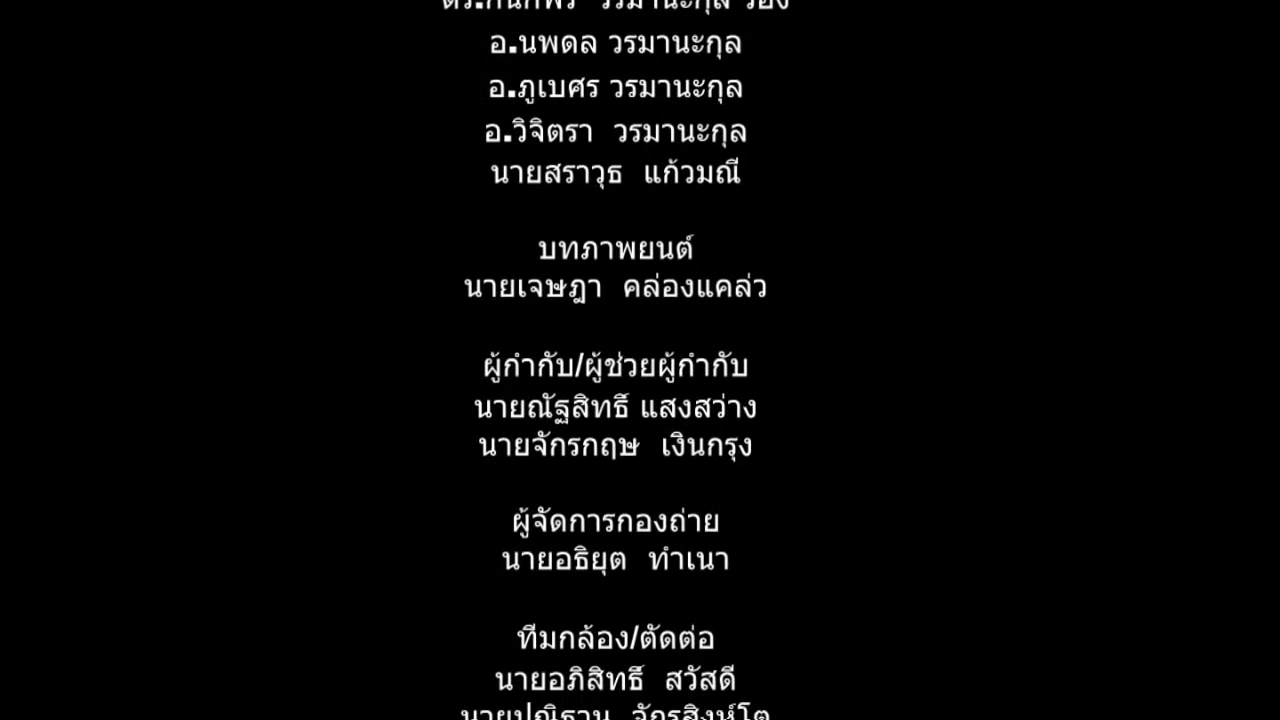 อ.นพดล วรมานะกุล
อ.ภูเบศร วรมานะกุล
อ.วิจิตรา วรมานะกุล
นายสราวุธ แก้วมณี
บทภาพยนต์
นายเจษฎา คล่องแคล่ว
ผู้กำกับ/ผู้ช่วยผู้กำกับ
นายณัฐสิทธิ์ แสงสว่าง
นายจักรกฤษ เงินกรุง
ผู้จัดการกองถ่าย
นายอธิยุต ทำเนา
ทีมกล้อง/ตัดต่อ
นายอภิสิทธิ์ สวัสดี